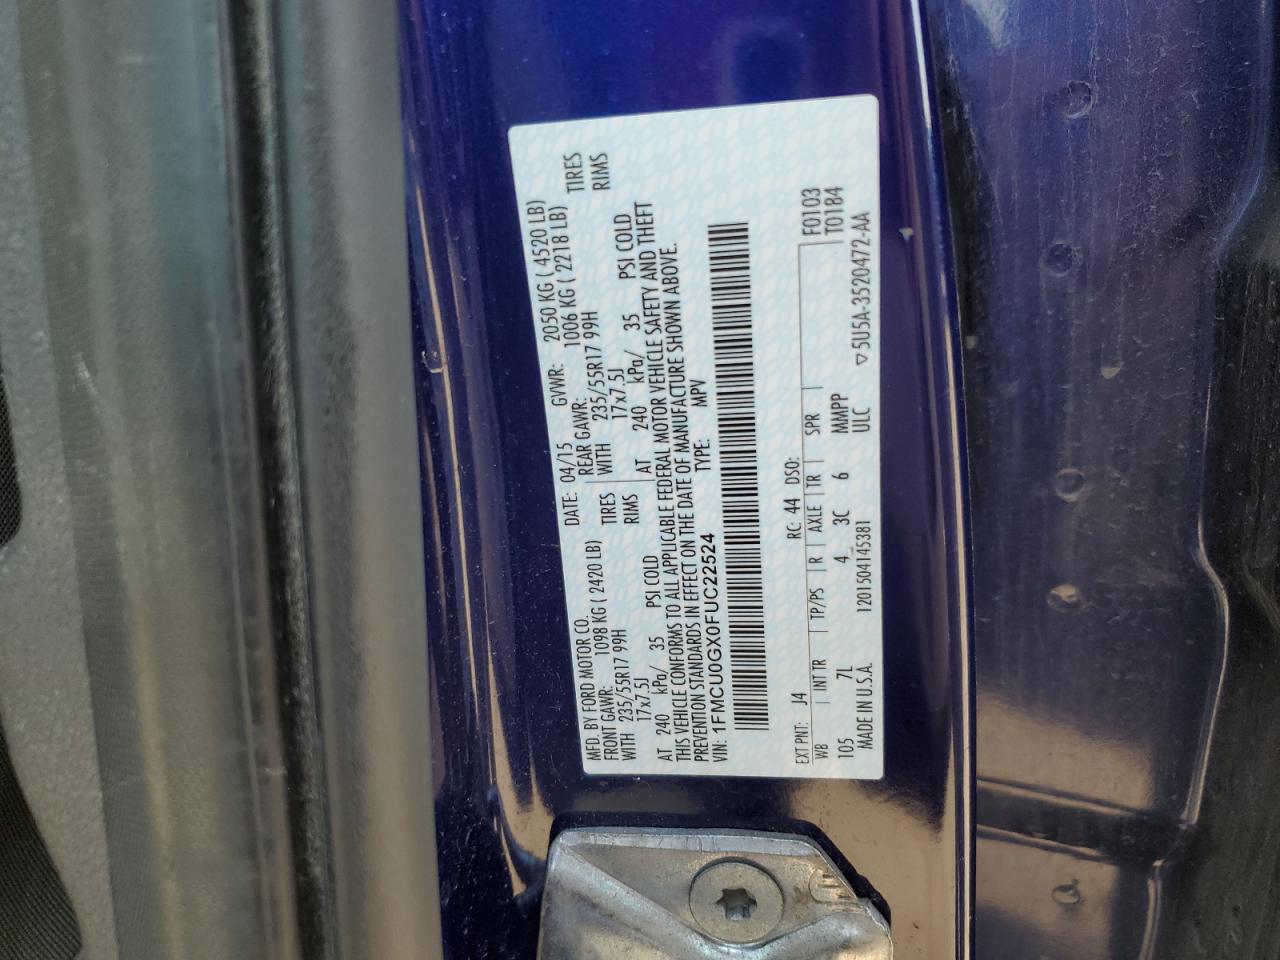 MFD. BY FORD MOTOR CO.
DATE: 04/15 GVWR: 2050 KG ( 4520 LB)
FRONT GAWR: 1098 KG ( 2420 LB) REAR GAWR: 1006 KG ( 2218 LB)
WITH 235/55R17 99H TIRES WITH 235/55R17 99H TIRES
17x7.5J RIMS 17x7.5J RIMS
AT 240 kPa/ 35 PSI COLD AT 240 kPa/ 35 PSI COLD
THIS VEHICLE CONFORMS TO ALL APPLICABLE FEDERAL MOTOR VEHICLE SAFETY AND THEFT
PREVENTION STANDARDS IN EFFECT ON THE DATE OF MANUFACTURE SHOWN ABOVE.
VIN: 1FMCU0GX0FUC22524 TYPE: MPV
EXT PNT: J4 RC: 44 DSO: F0103
WB INT TR TP/PS R AXLE TR SPR T0184
105 7L 4 3C 6 MMPP
MADE IN U.S.A. 1201504145381 ULC ▽5U5A-3520472-AA